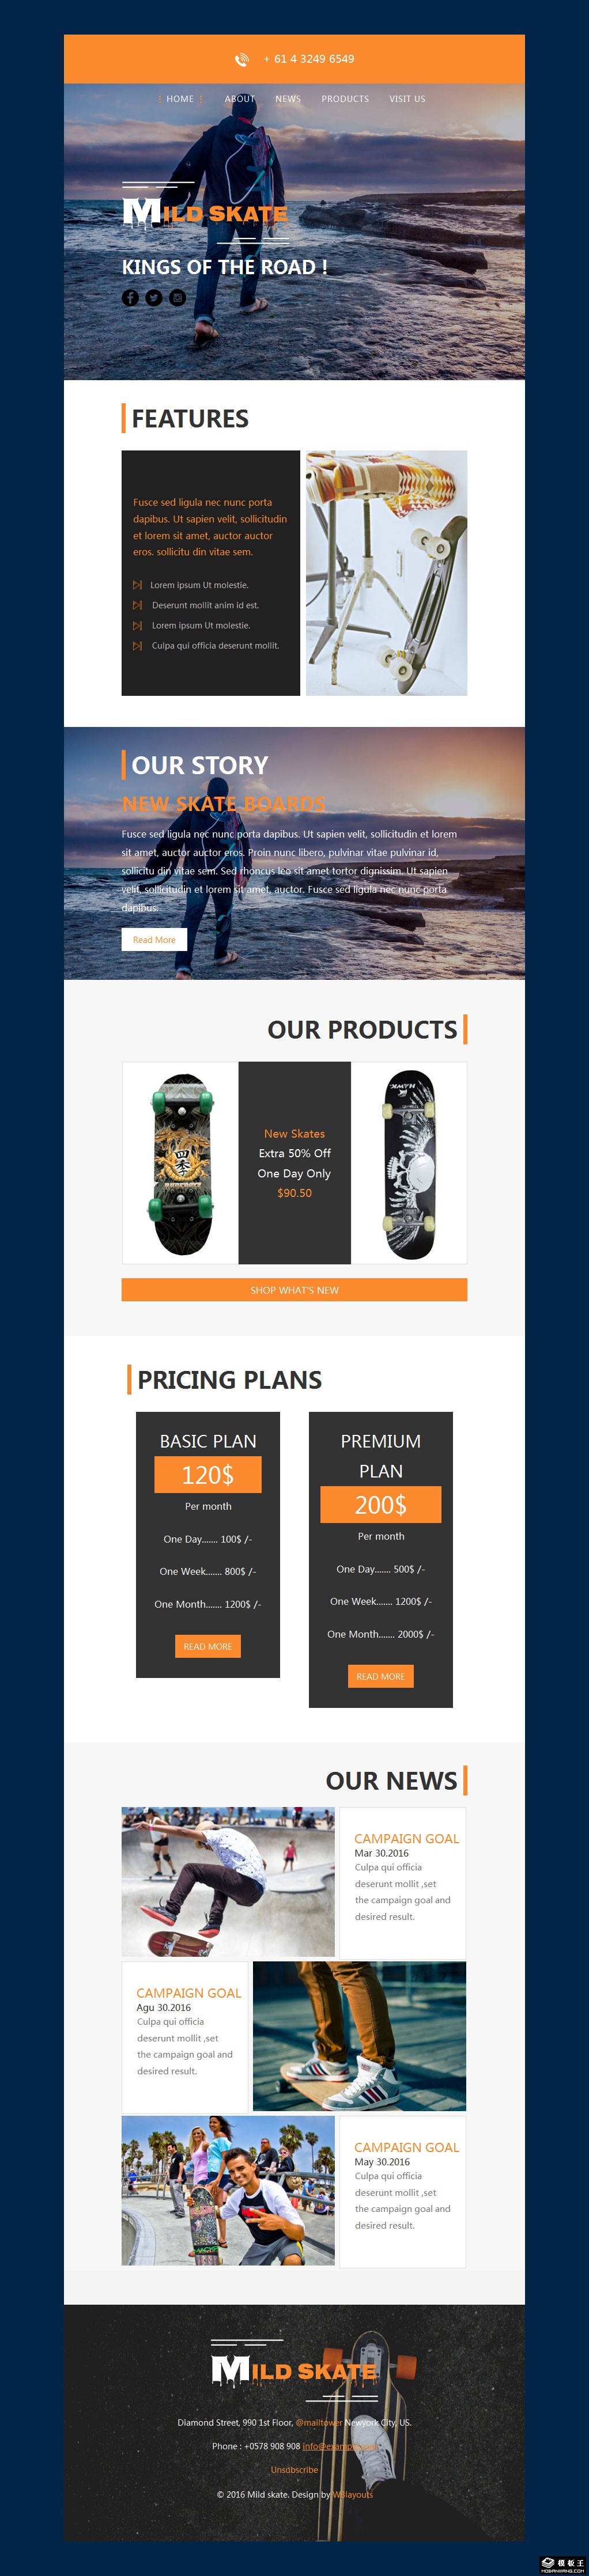 + 61 4 3249 6549
HOME ABOUT NEWS PRODUCTS VISIT US
MILD SKATE
KINGS OF THE ROAD !
FEATURES
Fusce sed ligula nec nunc porta
dapibus. Ut sapien velit, sollicitudin
et lorem sit amet, auctor auctor
eros. sollicitu din vitae sem.
Lorem ipsum Ut molestie.
Deserunt mollit anim id est.
Lorem ipsum Ut molestie.
Culpa qui officia deserunt mollit.
OUR STORY
NEW SKATE BOARDS
Fusce sed ligula nec nunc porta dapibus. Ut sapien velit, sollicitudin et lorem
sit amet, auctor auctor eros. Proin nunc libero, pulvinar vitae pulvinar id,
sollicitu din vitae sem. Sed rhoncus leo sit amet tortor dignissim. Ut sapien
velit, sollicitudin et lorem sit amet, auctor. Fusce sed ligula nec nunc porta
dapibus.
Read More
OUR PRODUCTS
New Skates
Extra 50% Off
One Day Only
$90.50
SHOP WHAT'S NEW
PRICING PLANS
BASIC PLAN
120$
Per month
One Day....... 100$ /-
One Week....... 800$ /-
One Month....... 1200$ /-
READ MORE
PREMIUM
PLAN
200$
Per month
One Day....... 500$ /-
One Week....... 1200$ /-
One Month....... 2000$ /-
READ MORE
OUR NEWS
CAMPAIGN GOAL
Mar 30.2016
Culpa qui officia
deserunt mollit ,set
the campaign goal and
desired result.
CAMPAIGN GOAL
Agu 30.2016
Culpa qui officia
deserunt mollit ,set
the campaign goal and
desired result.
CAMPAIGN GOAL
May 30.2016
Culpa qui officia
deserunt mollit ,set
the campaign goal and
desired result.
MILD SKATE
Diamond Street, 990 1st Floor, @mailtower Newyork City, US.
Phone : +0578 908 908 info@example.com
Unsubscribe
© 2016 Mild skate. Design by W3layouts
模板王
MOBANWANG.COM